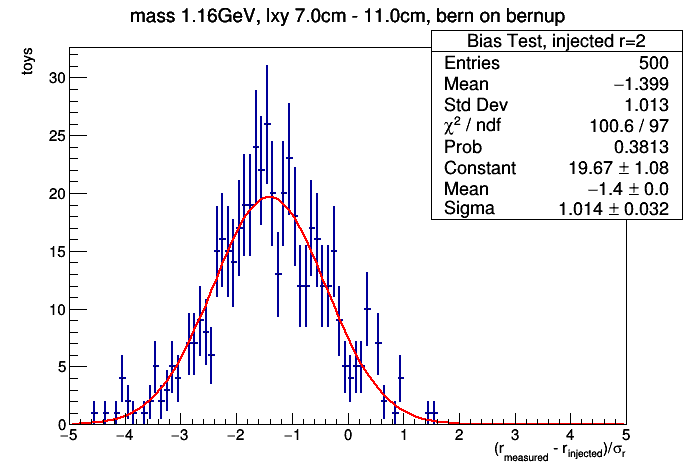 mass 1.16GeV, lxy 7.0cm - 11.0cm, bern on bernup
Bias Test, injected r=2
Entries 500
Mean −1.399
Std Dev 1.013
χ² / ndf 100.6 / 97
Prob 0.3813
Constant 19.67 ± 1.08
Mean −1.4 ± 0.0
Sigma 1.014 ± 0.032
toys
30
25
20
15
10
5
0
−5 −4 −3 −2 −1 0 1 2 3 4 5
(r_measured - r_injected)/σ_r